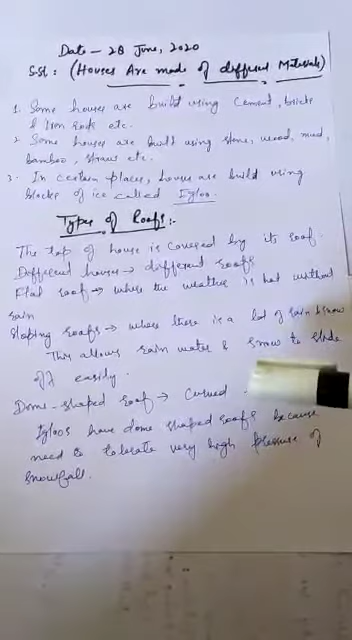 Date - 28 June, 2020
S.St: (Houses Are made of different Materials)
1. Some houses are build using cement, bricks
& Iron rods etc.
2. Some houses are built using stone, wood, mud,
bamboo, straw etc.
3. In certain places, houses are build using
blocks of ice called Igloo.
Types of Roofs:-
The top of house is covered by its roof.
Different houses → different roofs
Flat roof → where the weather is hot without
rain
Sloping roofs → where there is a lot of rain & snow
This allows rain water & snow to slide
off easily.
Dome-shaped roof → curved
Igloos have dome shaped roofs because
need to tolerate very high pressure of
snowfall.